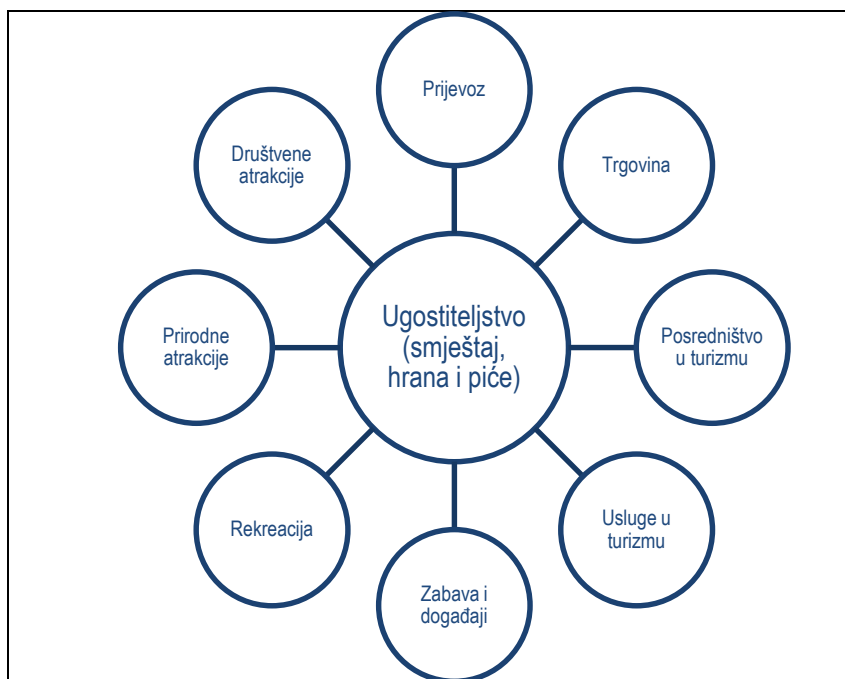 Prijevoz
Društvene
atrakcije
Trgovina
Prirodne
atrakcije
Ugostiteljstvo
(smještaj,
hrana i piće)
Posredništvo
u turizmu
Rekreacija
Usluge u
turizmu
Zabava i
događaji